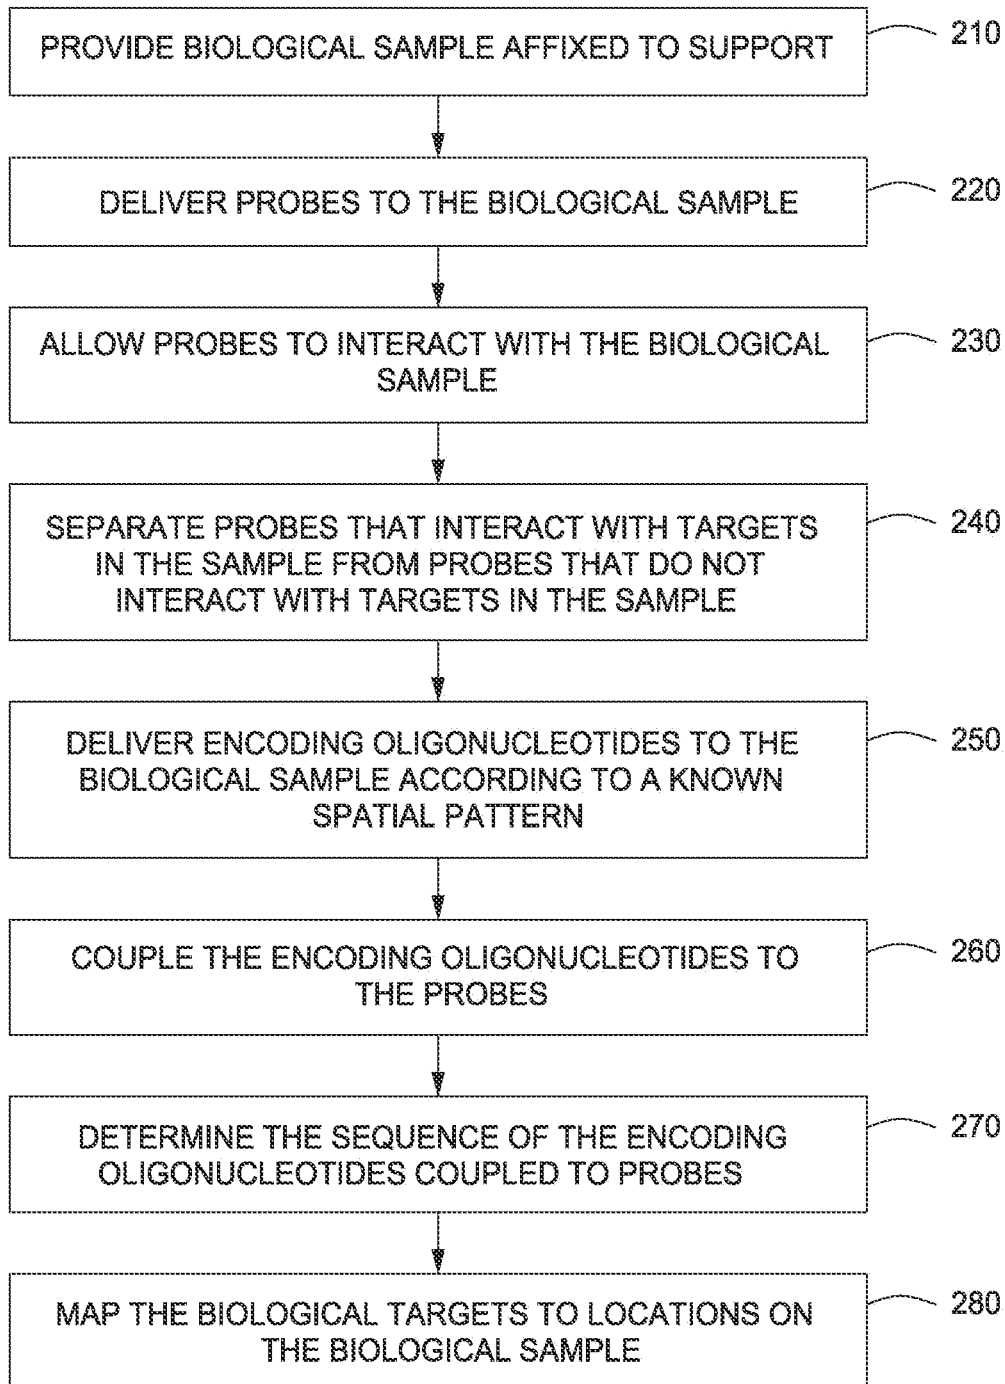 PROVIDE BIOLOGICAL SAMPLE AFFIXED TO SUPPORT
210
DELIVER PROBES TO THE BIOLOGICAL SAMPLE
220
ALLOW PROBES TO INTERACT WITH THE BIOLOGICAL
SAMPLE
230
SEPARATE PROBES THAT INTERACT WITH TARGETS
IN THE SAMPLE FROM PROBES THAT DO NOT
INTERACT WITH TARGETS IN THE SAMPLE
240
DELIVER ENCODING OLIGONUCLEOTIDES TO THE
BIOLOGICAL SAMPLE ACCORDING TO A KNOWN
SPATIAL PATTERN
250
COUPLE THE ENCODING OLIGONUCLEOTIDES TO
THE PROBES
260
DETERMINE THE SEQUENCE OF THE ENCODING
OLIGONUCLEOTIDES COUPLED TO PROBES
270
MAP THE BIOLOGICAL TARGETS TO LOCATIONS ON
THE BIOLOGICAL SAMPLE
280